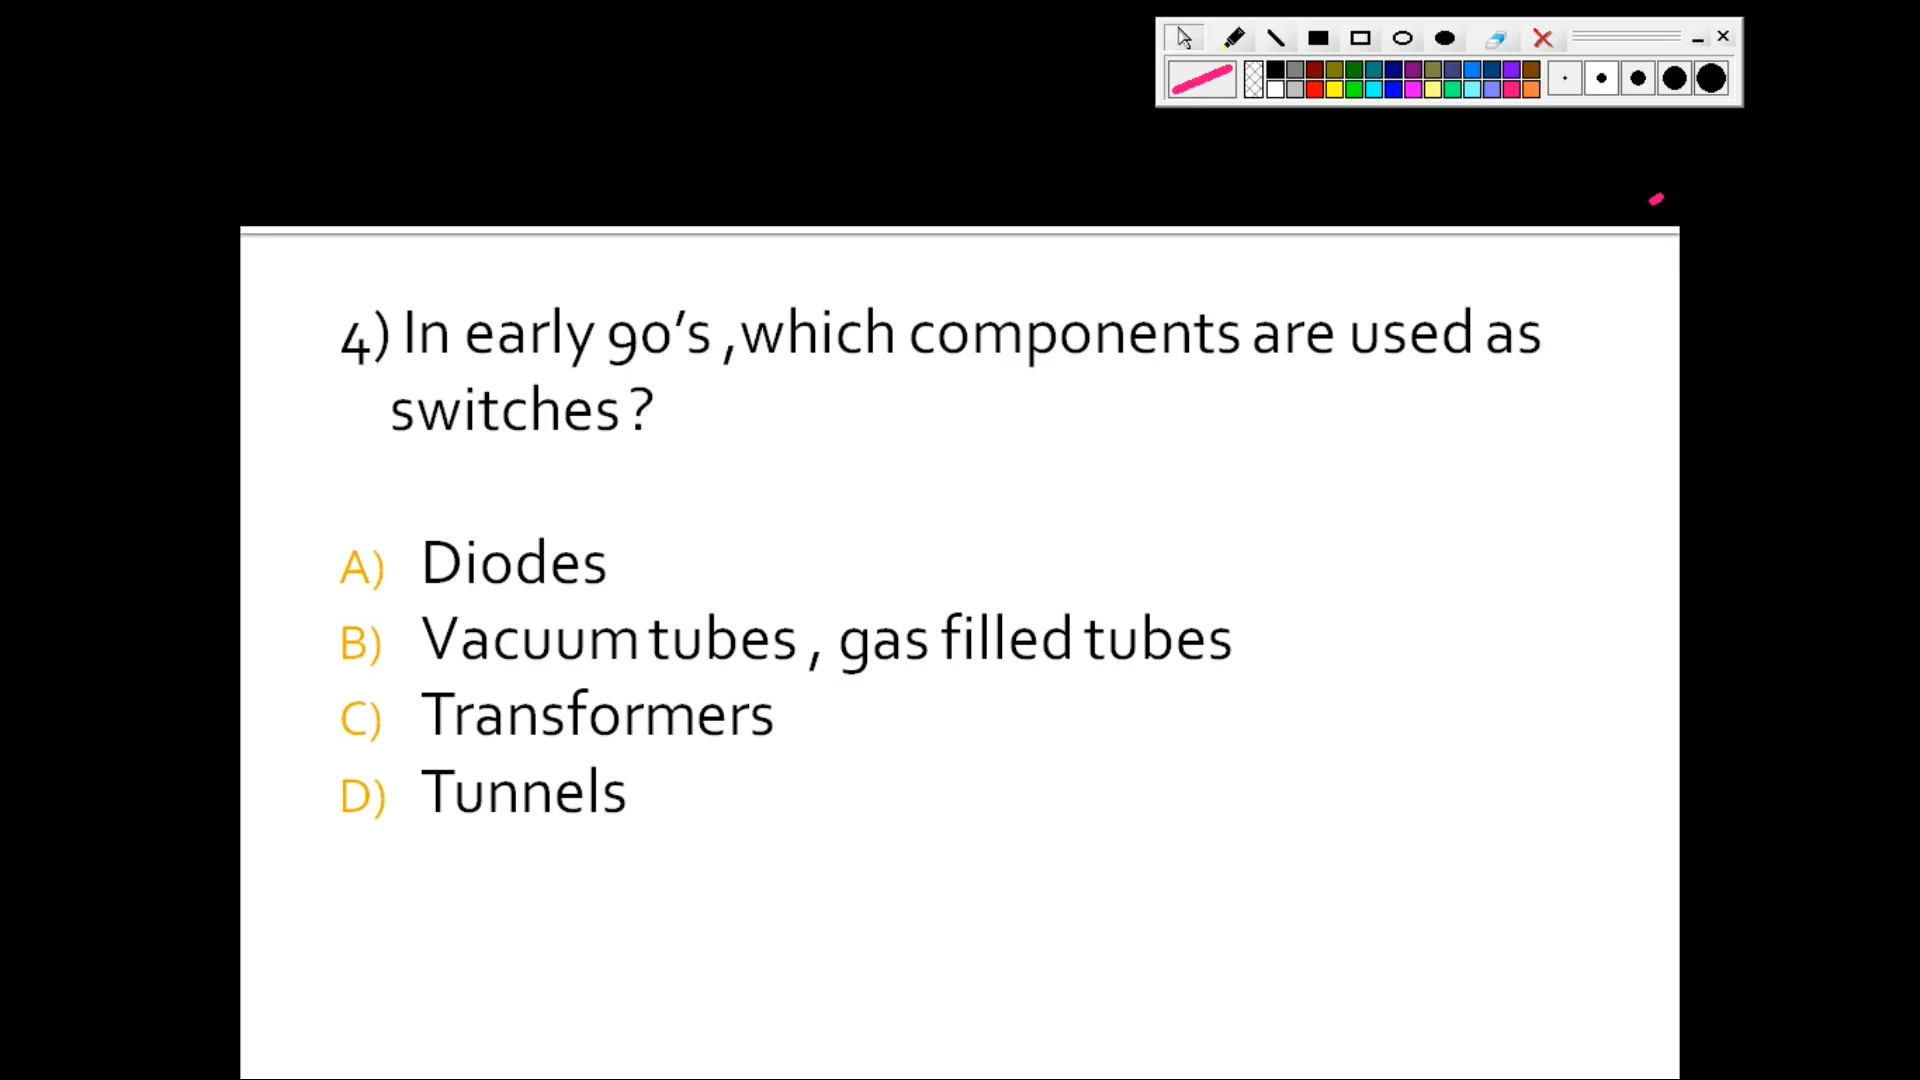 4) In early 90’s ,which components are used as
switches ?
A) Diodes
B) Vacuum tubes , gas filled tubes
C) Transformers
D) Tunnels